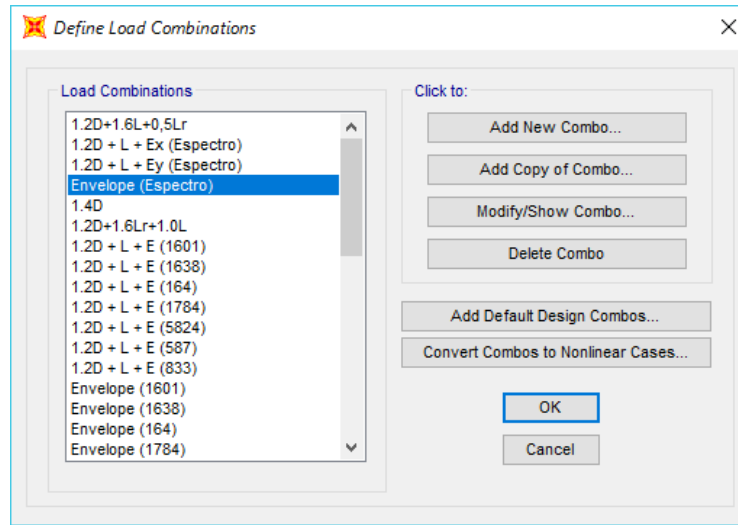 Define Load Combinations
Load Combinations
1.2D+1.6L+0,5Lr
1.2D + L + Ex (Espectro)
1.2D + L + Ey (Espectro)
Envelope (Espectro)
1.4D
1.2D+1.6Lr+1.0L
1.2D + L + E (1601)
1.2D + L + E (1638)
1.2D + L + E (164)
1.2D + L + E (1784)
1.2D + L + E (5824)
1.2D + L + E (587)
1.2D + L + E (833)
Envelope (1601)
Envelope (1638)
Envelope (164)
Envelope (1784)
Click to:
Add New Combo...
Add Copy of Combo...
Modify/Show Combo...
Delete Combo
Add Default Design Combos...
Convert Combos to Nonlinear Cases...
OK
Cancel